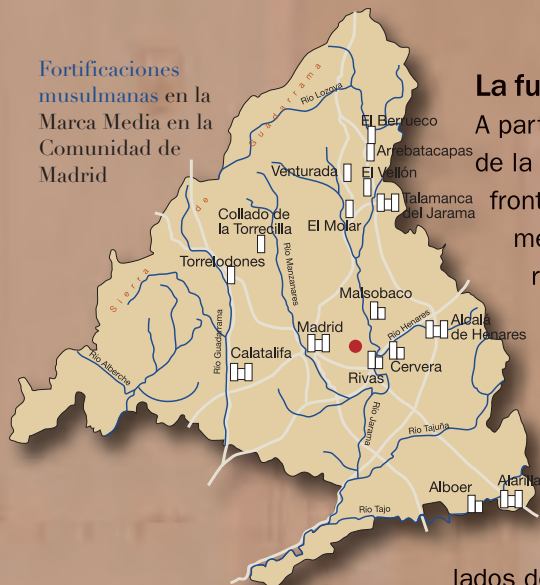 Fortificaciones
musulmanas en la
Marca Media en la
Comunidad de
Madrid
La fu
A part
de la
front
me
r
lados de
Sierra de Guadarrama
Río Lozoya
El Berrueco
Arrebatacapas
Venturada
El Vellón
Talamanca
del Jarama
El Molar
Collado de
la Torrecilla
Torrelodones
Río Manzanares
Malsobaco
Río Guadarrama
Madrid
Río Henares
Alcalá
de Henares
Calatalifa
Río Alberche
Rivas
Cervera
Río Jarama
Río Tajuña
Alboer
Alarilla
Río Tajo